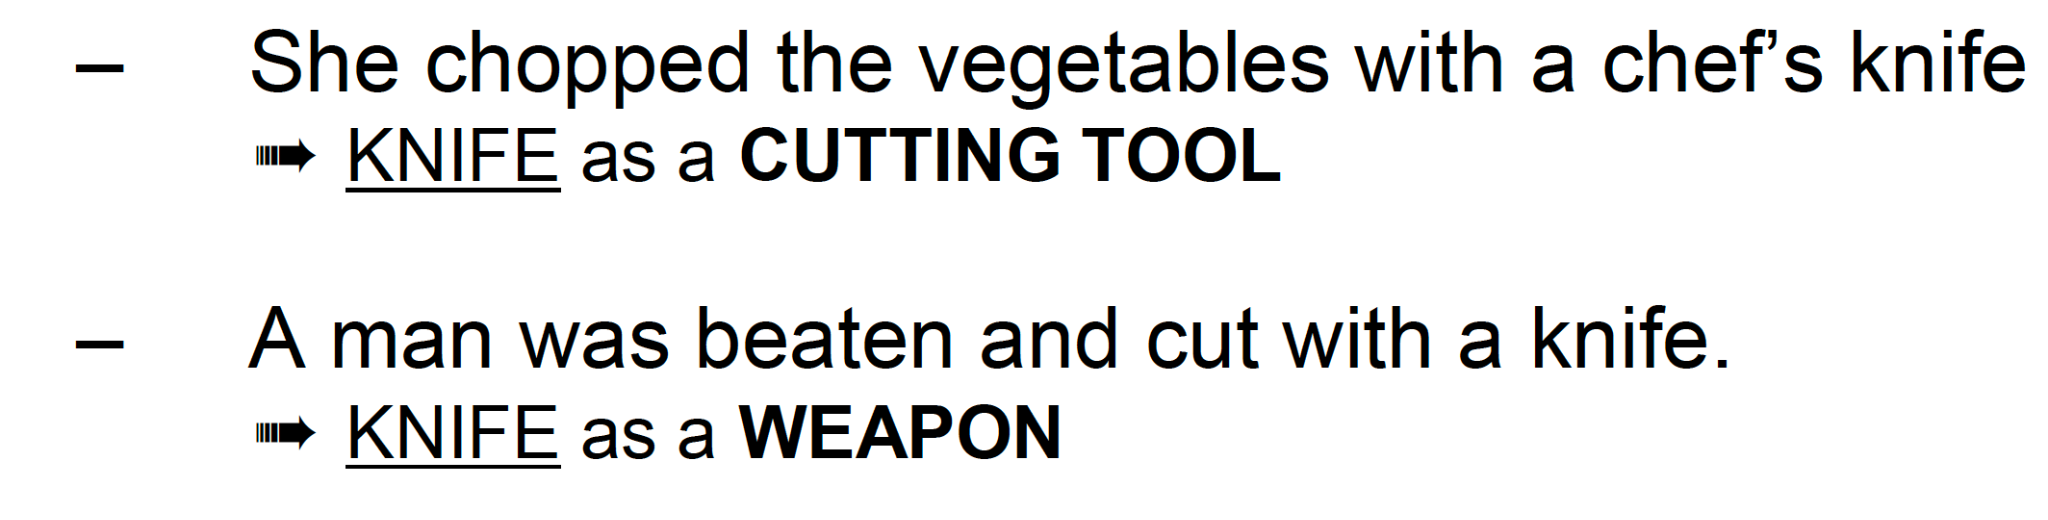 – She chopped the vegetables with a chef’s knife
➠ KNIFE as a CUTTING TOOL
– A man was beaten and cut with a knife.
➠ KNIFE as a WEAPON